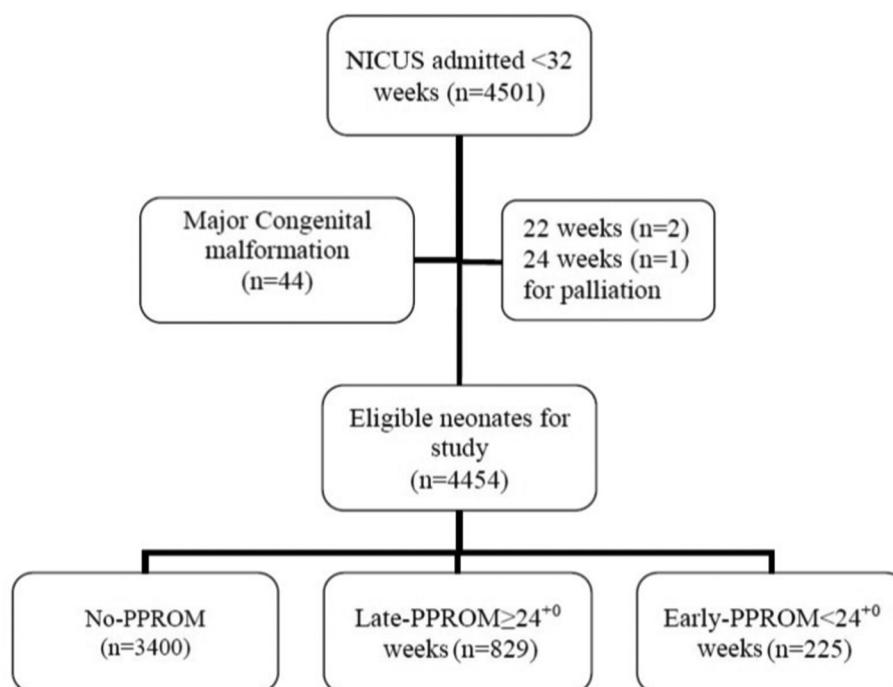 NICUS admitted <32
weeks (n=4501)
Major Congenital
malformation
(n=44)
22 weeks (n=2)
24 weeks (n=1)
for palliation
Eligible neonates for
study
(n=4454)
No-PPROM
(n=3400)
Late-PPROM≥24⁺⁰
weeks (n=829)
Early-PPROM<24⁺⁰
weeks (n=225)